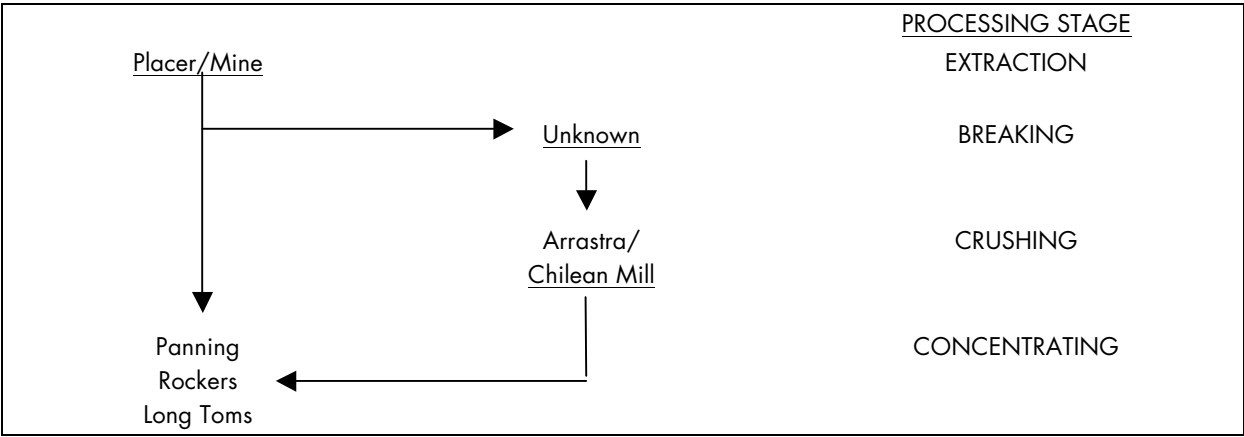 PROCESSING STAGE
Placer/Mine EXTRACTION
Unknown BREAKING
Arrastra/ CRUSHING
Chilean Mill
Panning CONCENTRATING
Rockers
Long Toms